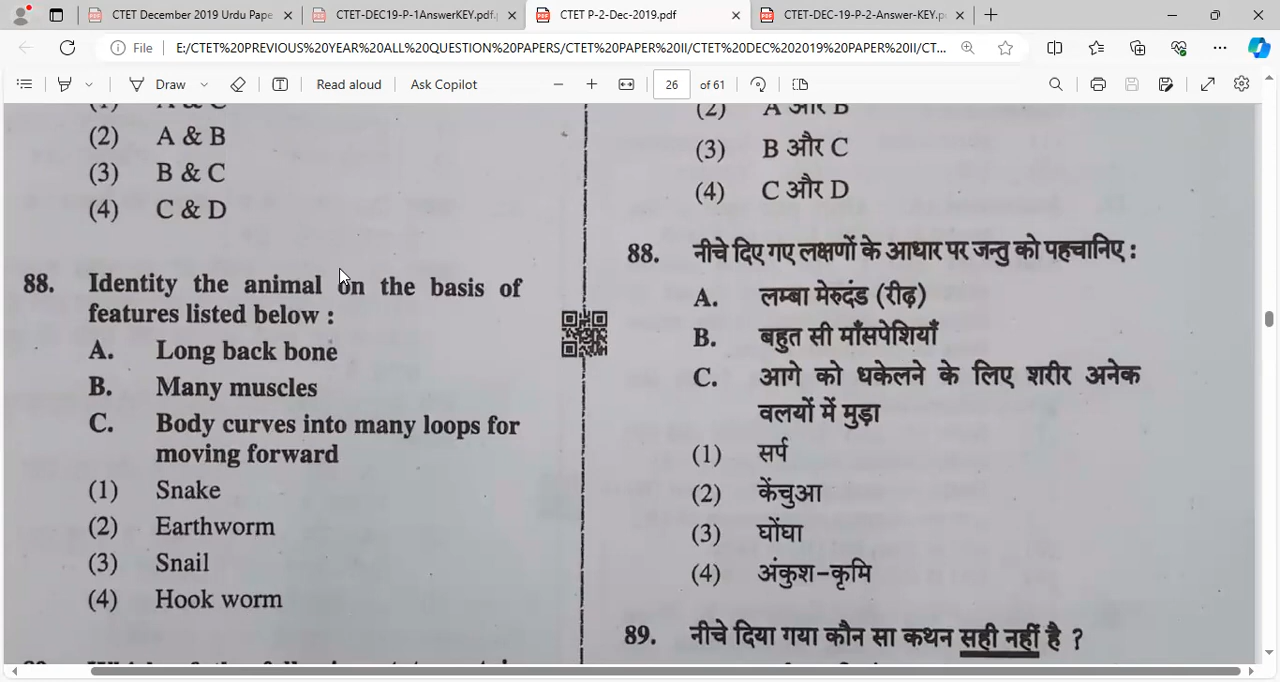 CTET December 2019 Urdu Pape
CTET-DEC19-P-1AnswerKEY.pdf
CTET P-2-Dec-2019.pdf
CTET-DEC-19-P-2-Answer-KEY.p
File
E:/CTET%20PREVIOUS%20YEAR%20ALL%20QUESTION%20PAPERS/CTET%20PAPER%20II/CTET%20DEC%202019%20PAPER%20II/CT...
Draw
Read aloud
Ask Copilot
26
of 61
(1) A & C
(2) A & B
(3) B & C
(4) C & D
88. Identity the animal on the basis of
features listed below :
A. Long back bone
B. Many muscles
C. Body curves into many loops for
moving forward
(1) Snake
(2) Earthworm
(3) Snail
(4) Hook worm
(2) A और B
(3) B और C
(4) C और D
88. नीचे दिए गए लक्षणों के आधार पर जन्तु को पहचानिए :
A. लम्बा मेरुदंड (रीढ़)
B. बहुत सी माँसपेशियाँ
C. आगे को धकेलने के लिए शरीर अनेक
वलयों में मुड़ा
(1) सर्प
(2) केंचुआ
(3) घोंघा
(4) अंकुश-कृमि
89. नीचे दिया गया कौन सा कथन सही नहीं है ?